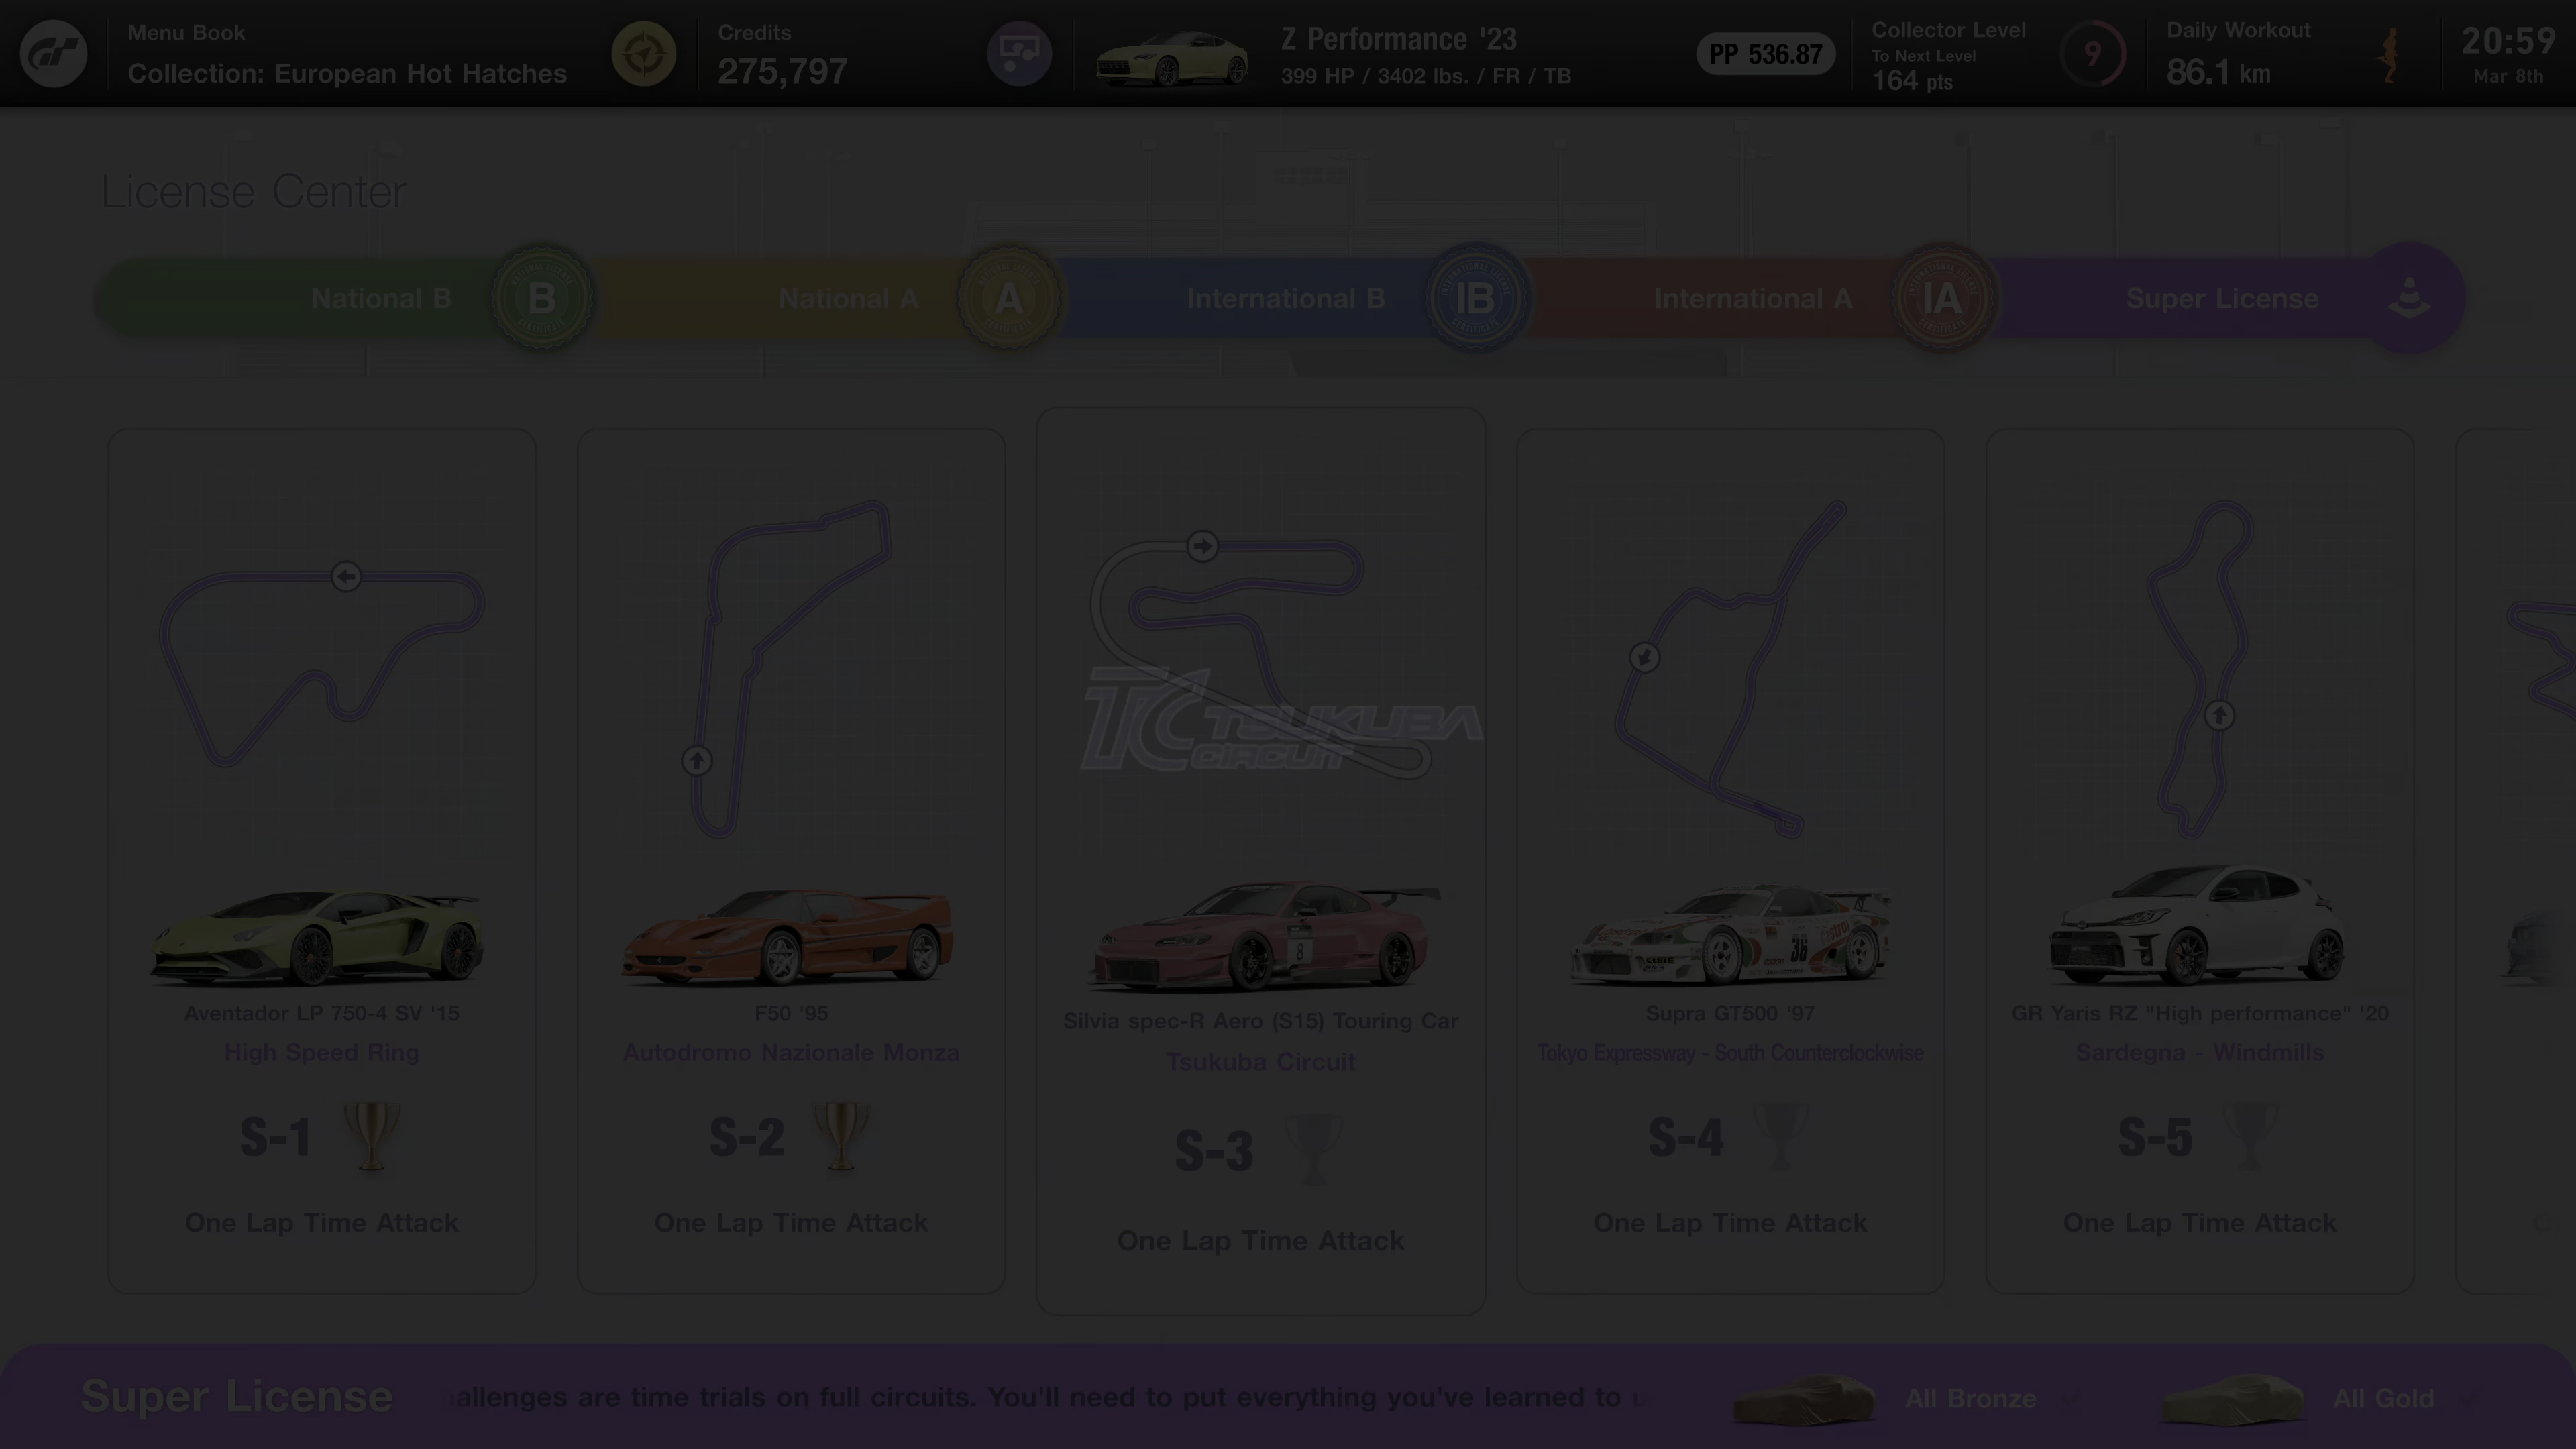 Menu Book
Collection: European Hot Hatches
Credits
275,797
Z Performance '23
399 HP / 3402 lbs. / FR / TB
PP 536.87
Collector Level
To Next Level
164 pts
9
Daily Workout
86.1 km
20:59
Mar 8th
License Center
National B
B
National A
A
International B
IB
International A
IA
Super License
TC TSUKUBA CIRCUIT
Aventador LP 750-4 SV '15
High Speed Ring
S-1
One Lap Time Attack
F50 '95
Autodromo Nazionale Monza
S-2
One Lap Time Attack
Silvia spec-R Aero (S15) Touring Car
Tsukuba Circuit
S-3
One Lap Time Attack
Supra GT500 '97
Tokyo Expressway - South Counterclockwise
S-4
One Lap Time Attack
GR Yaris RZ "High performance" '20
Sardegna - Windmills
S-5
One Lap Time Attack
Super License
allenges are time trials on full circuits. You'll need to put everything you've learned to u
All Bronze
All Gold